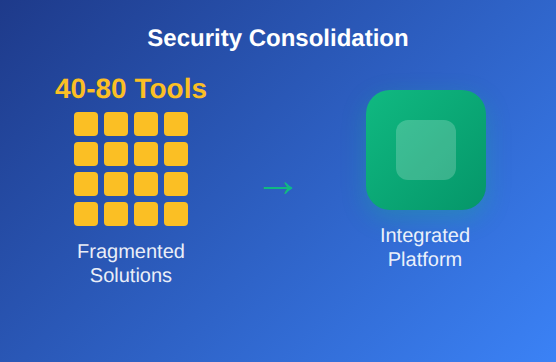 Security Consolidation
40-80 Tools
→
Fragmented
Solutions
Integrated
Platform